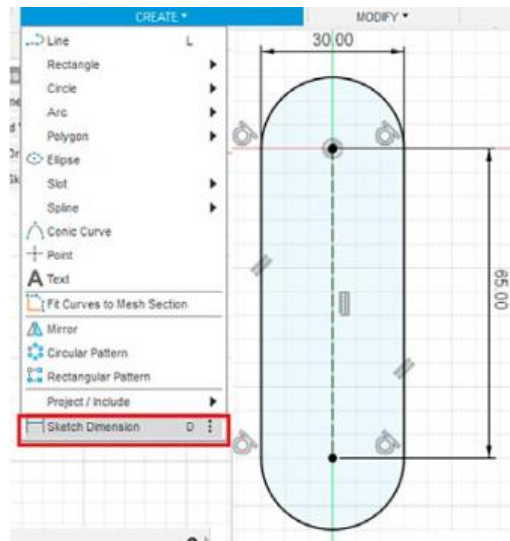 CREATE
MODIFY
Line L
Rectangle
Circle
Arc
Polygon
Ellipse
Slot
Spline
Conic Curve
Point
Text
Fit Curves to Mesh Section
Mirror
Circular Pattern
Rectangular Pattern
Project / Include
Sketch Dimension D
30.00
65.00